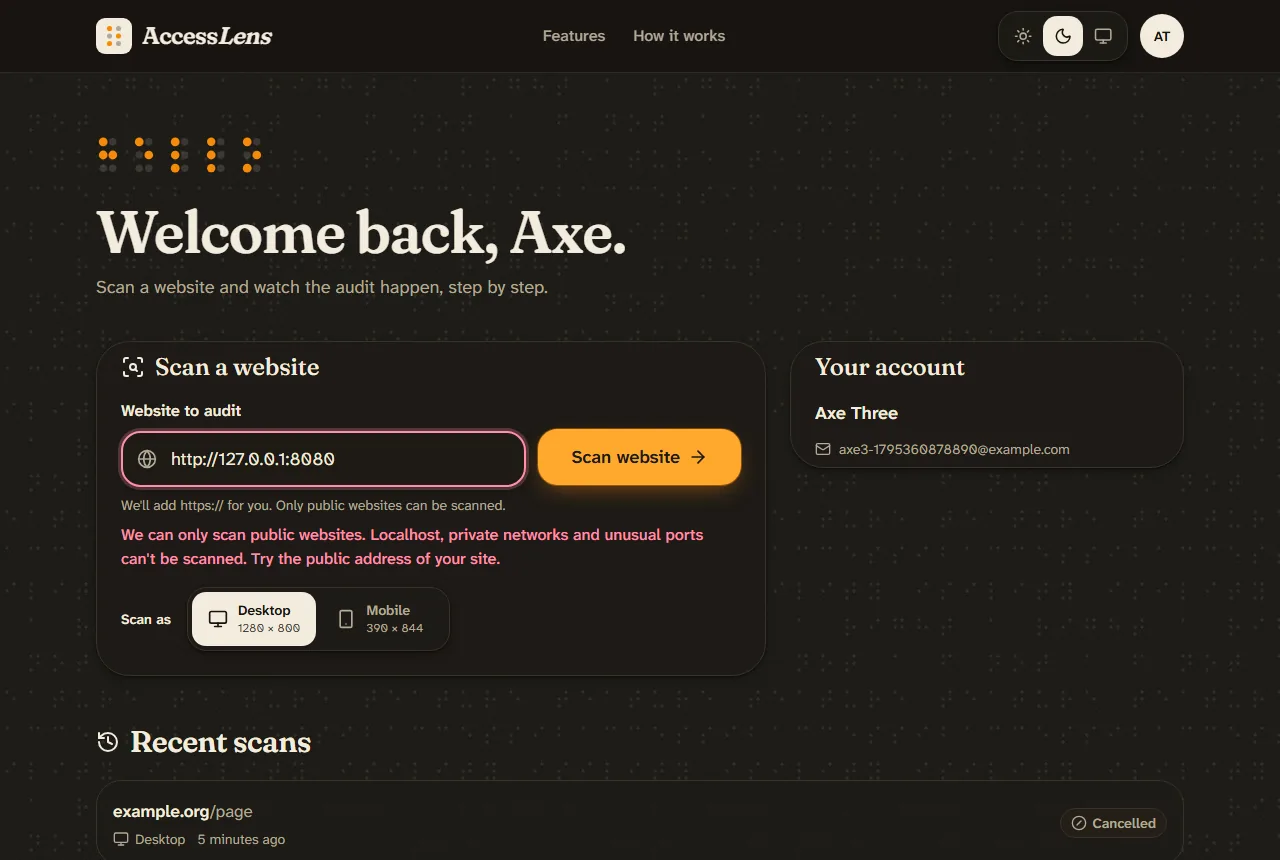 AccessLens
Features
How it works
AT
Welcome back, Axe.
Scan a website and watch the audit happen, step by step.
Scan a website
Website to audit
http://127.0.0.1:8080
Scan website
We'll add https:// for you. Only public websites can be scanned.
We can only scan public websites. Localhost, private networks and unusual ports
can't be scanned. Try the public address of your site.
Scan as
Desktop
1280 × 800
Mobile
390 × 844
Your account
Axe Three
axe3-1795360878890@example.com
Recent scans
example.org/page
Desktop 5 minutes ago
Cancelled